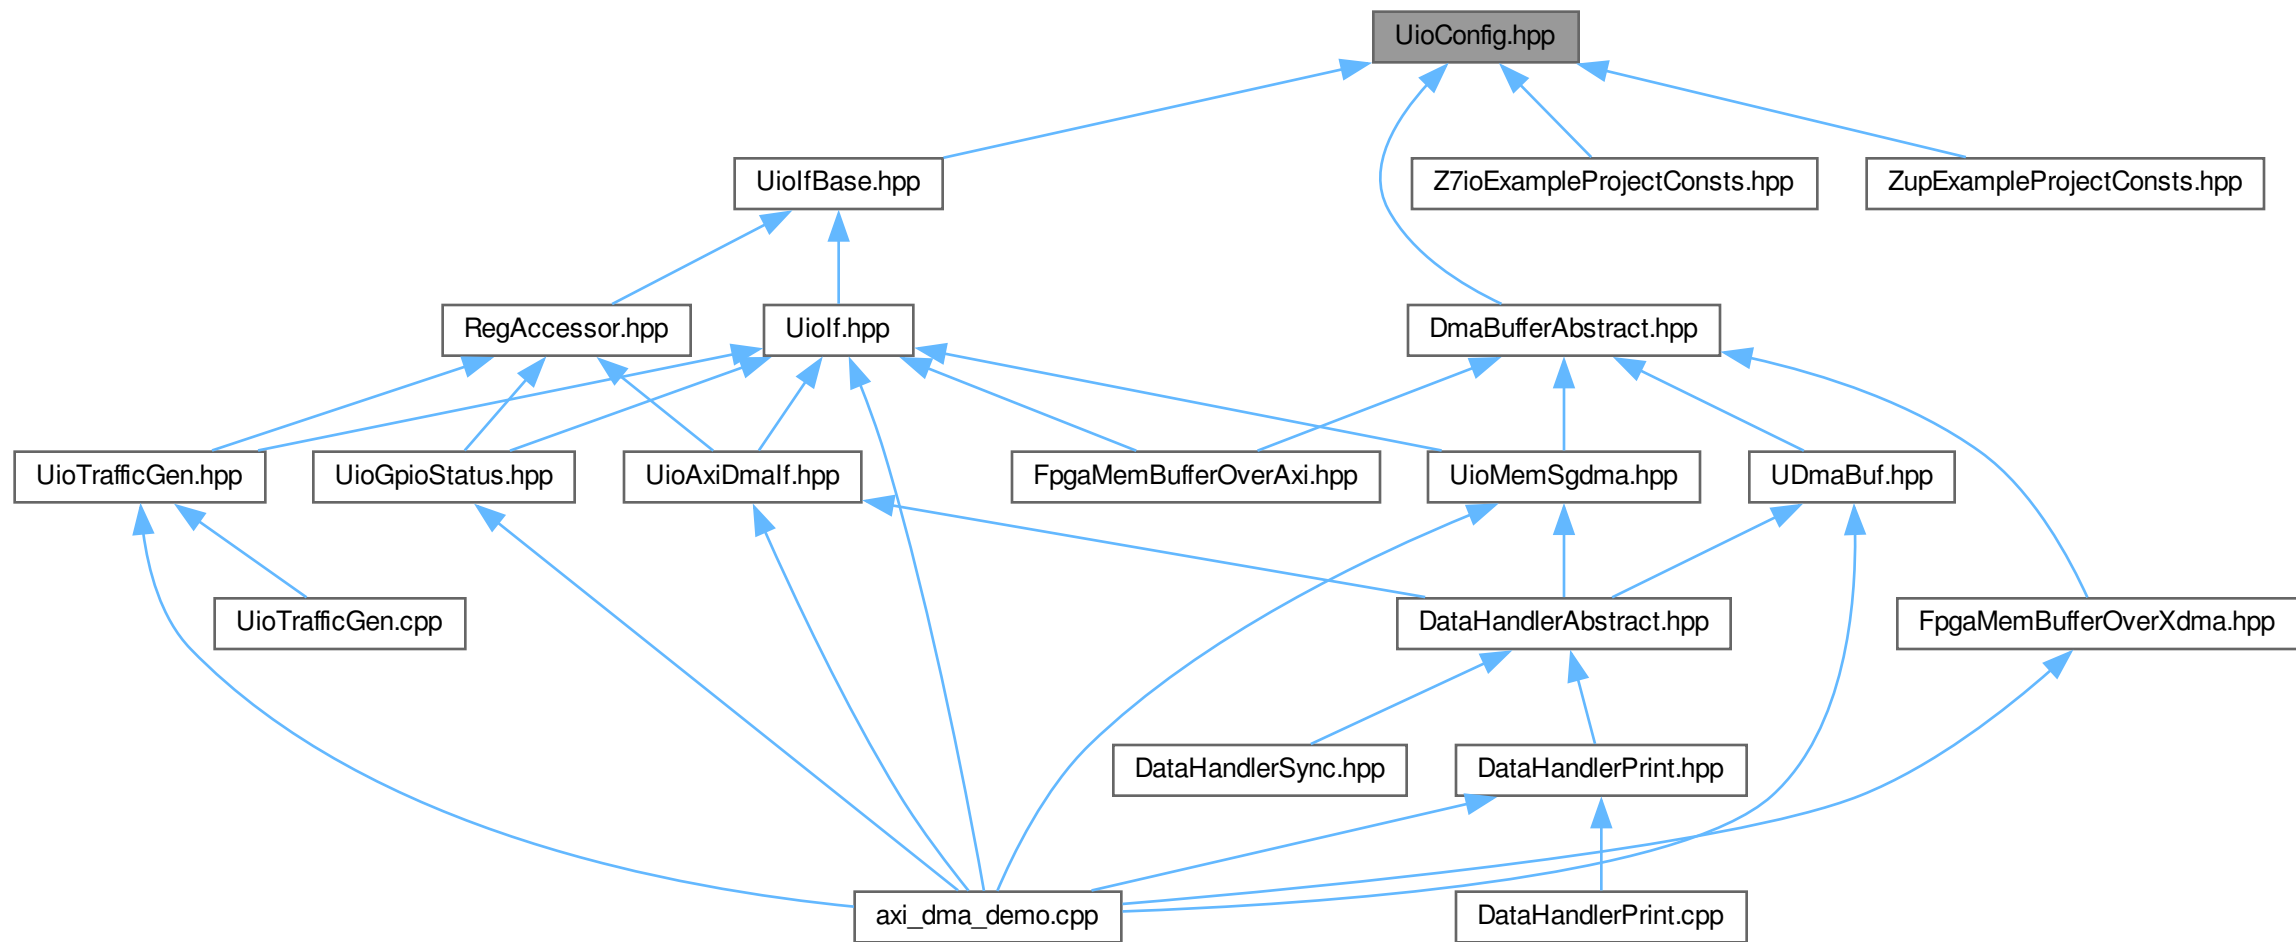 UioConfig.hpp
UioIfBase.hpp
Z7ioExampleProjectConsts.hpp
ZupExampleProjectConsts.hpp
RegAccessor.hpp
UioIf.hpp
DmaBufferAbstract.hpp
UioTrafficGen.hpp
UioGpioStatus.hpp
UioAxiDmaIf.hpp
FpgaMemBufferOverAxi.hpp
UioMemSgdma.hpp
UDmaBuf.hpp
UioTrafficGen.cpp
DataHandlerAbstract.hpp
FpgaMemBufferOverXdma.hpp
DataHandlerSync.hpp
DataHandlerPrint.hpp
axi_dma_demo.cpp
DataHandlerPrint.cpp